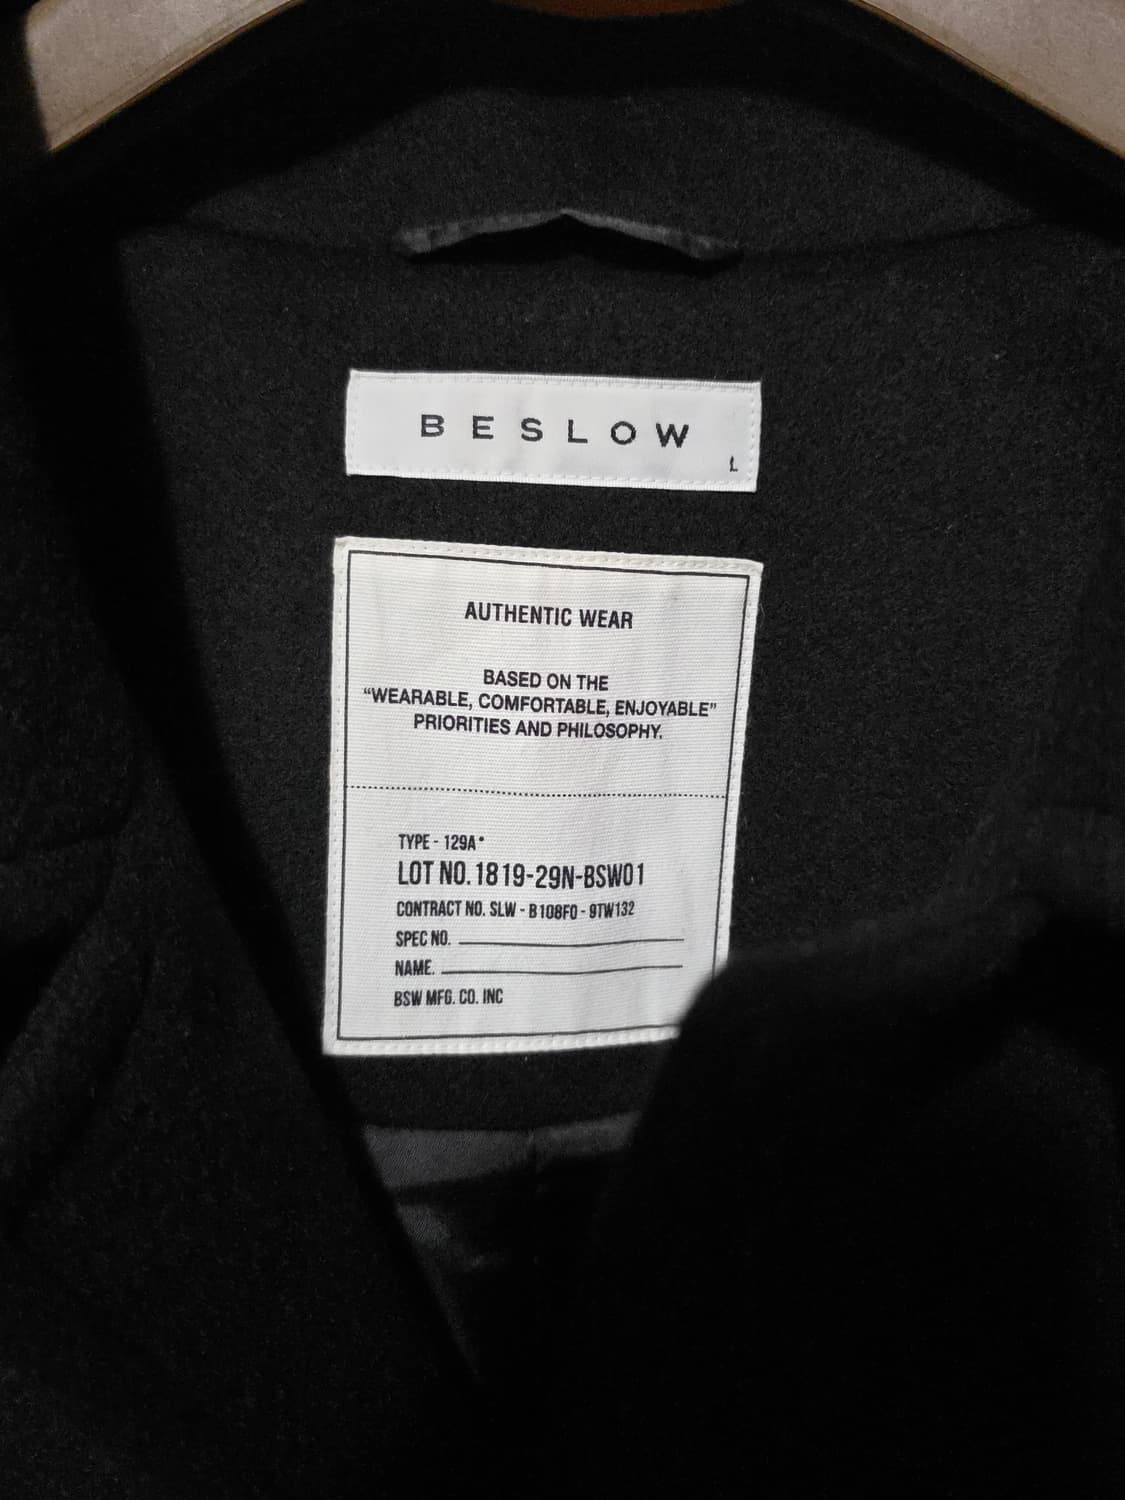 BESLOW
L
AUTHENTIC WEAR
BASED ON THE
“WEARABLE, COMFORTABLE, ENJOYABLE”
PRIORITIES AND PHILOSOPHY.
TYPE - 129A*
LOT NO. 1819-29N-BSW01
CONTRACT NO. SLW - B108F0 - 9TW132
SPEC NO.
NAME.
BSW MFG. CO. INC